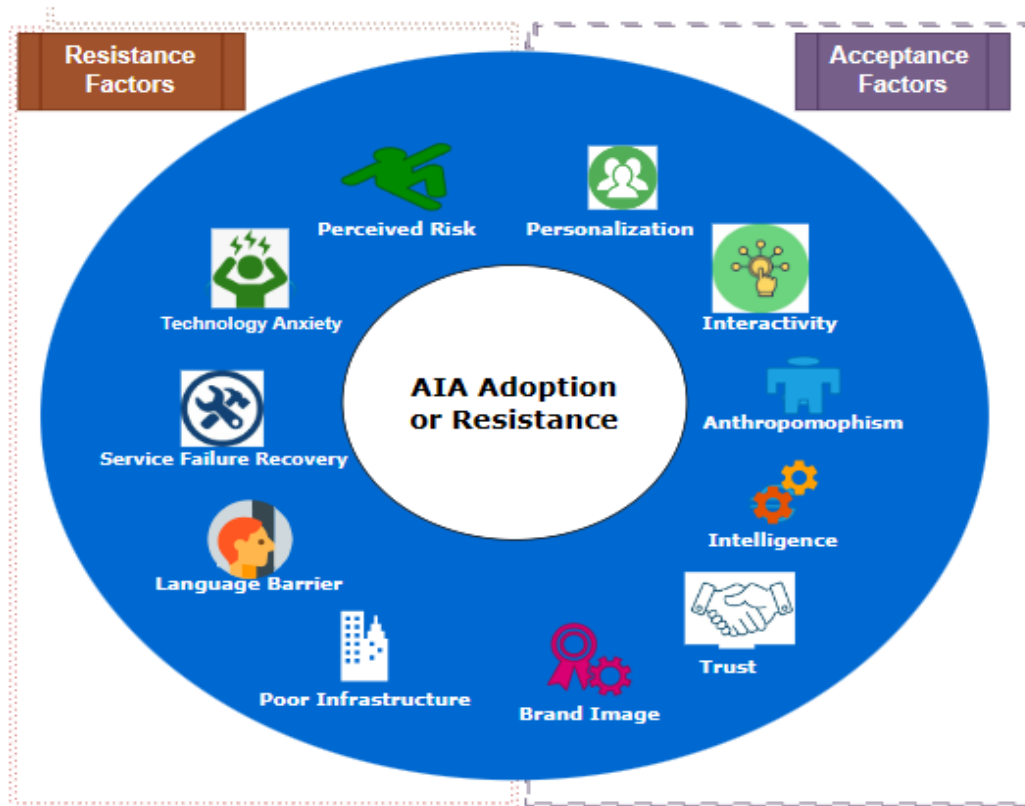 Resistance
Factors
Acceptance
Factors
Perceived Risk
Personalization
Technology Anxiety
Interactivity
AIA Adoption
or Resistance
Anthropomophism
Service Failure Recovery
Intelligence
Language Barrier
Trust
Poor Infrastructure
Brand Image